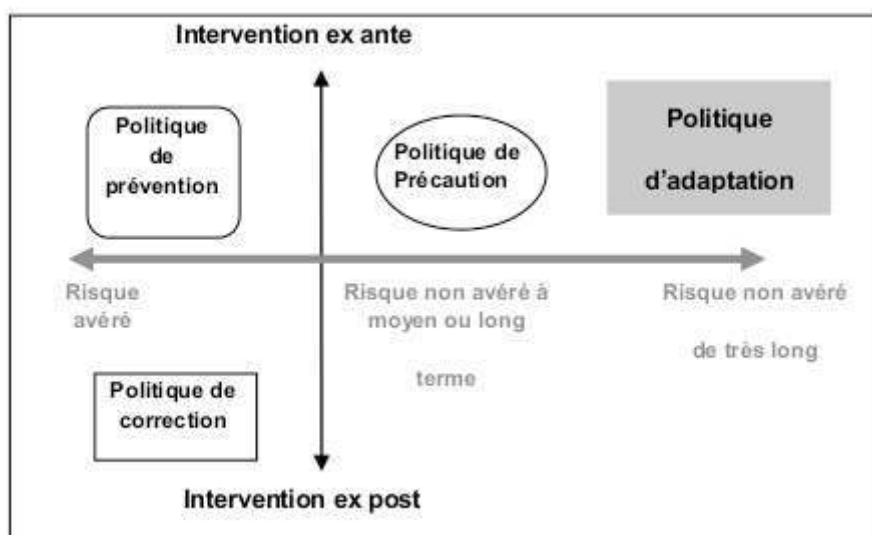 Intervention ex ante
Politique
de
prévention
Politique de
Précaution
Politique
d'adaptation
Risque
avéré
Risque non avéré à
moyen ou long
terme
Risque non avéré
de très long
Politique de
correction
Intervention ex post